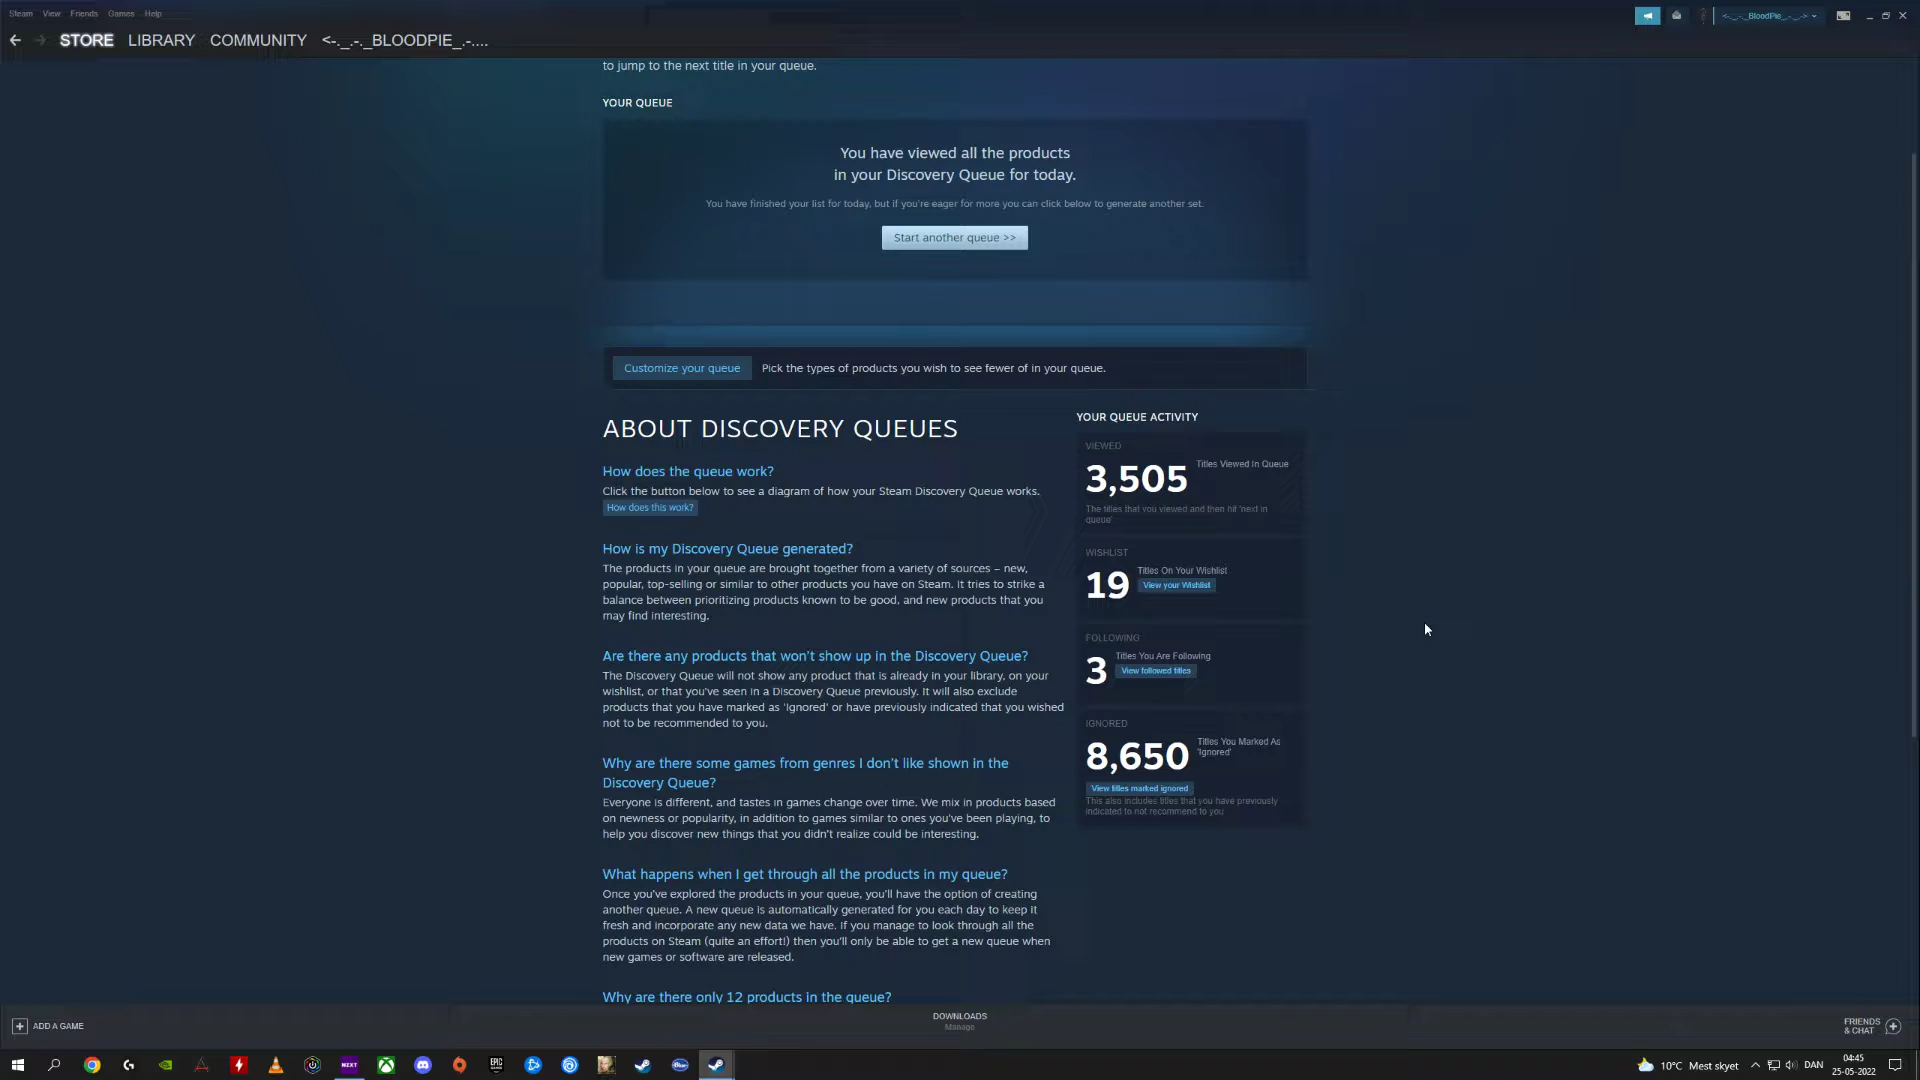 Steam View Friends Games Help
<-._.-._BloodPie_.-._.->
STORE LIBRARY COMMUNITY <-._.-._BLOODPIE_.-....
to jump to the next title in your queue.
YOUR QUEUE
You have viewed all the products
in your Discovery Queue for today.
You have finished your list for today, but if you're eager for more you can click below to generate another set.
Start another queue >>
Customize your queue Pick the types of products you wish to see fewer of in your queue.
ABOUT DISCOVERY QUEUES
How does the queue work?
Click the button below to see a diagram of how your Steam Discovery Queue works.
How does this work?
How is my Discovery Queue generated?
The products in your queue are brought together from a variety of sources – new,
popular, top-selling or similar to other products you have on Steam. It tries to strike a
balance between prioritizing products known to be good, and new products that you
may find interesting.
Are there any products that won't show up in the Discovery Queue?
The Discovery Queue will not show any product that is already in your library, on your
wishlist, or that you've seen in a Discovery Queue previously. It will also exclude
products that you have marked as 'Ignored' or have previously indicated that you wished
not to be recommended to you.
Why are there some games from genres I don't like shown in the
Discovery Queue?
Everyone is different, and tastes in games change over time. We mix in products based
on newness or popularity, in addition to games similar to ones you've been playing, to
help you discover new things that you didn't realize could be interesting.
What happens when I get through all the products in my queue?
Once you've explored the products in your queue, you'll have the option of creating
another queue. A new queue is automatically generated for you each day to keep it
fresh and incorporate any new data we have. If you manage to look through all the
products on Steam (quite an effort!) then you'll only be able to get a new queue when
new games or software are released.
Why are there only 12 products in the queue?
YOUR QUEUE ACTIVITY
VIEWED
3,505 Titles Viewed In Queue
The titles that you viewed and then hit 'next in
queue'
WISHLIST
19 Titles On Your Wishlist
View your Wishlist
FOLLOWING
3 Titles You Are Following
View followed titles
IGNORED
8,650 Titles You Marked As
'Ignored'
View titles marked ignored
This also includes titles that you have previously
indicated to not recommend to you
ADD A GAME
DOWNLOADS
Manage
FRIENDS
& CHAT
NEXT
EPIC
GAMES
10°C Mest skyet
DAN
04:45
25-05-2022